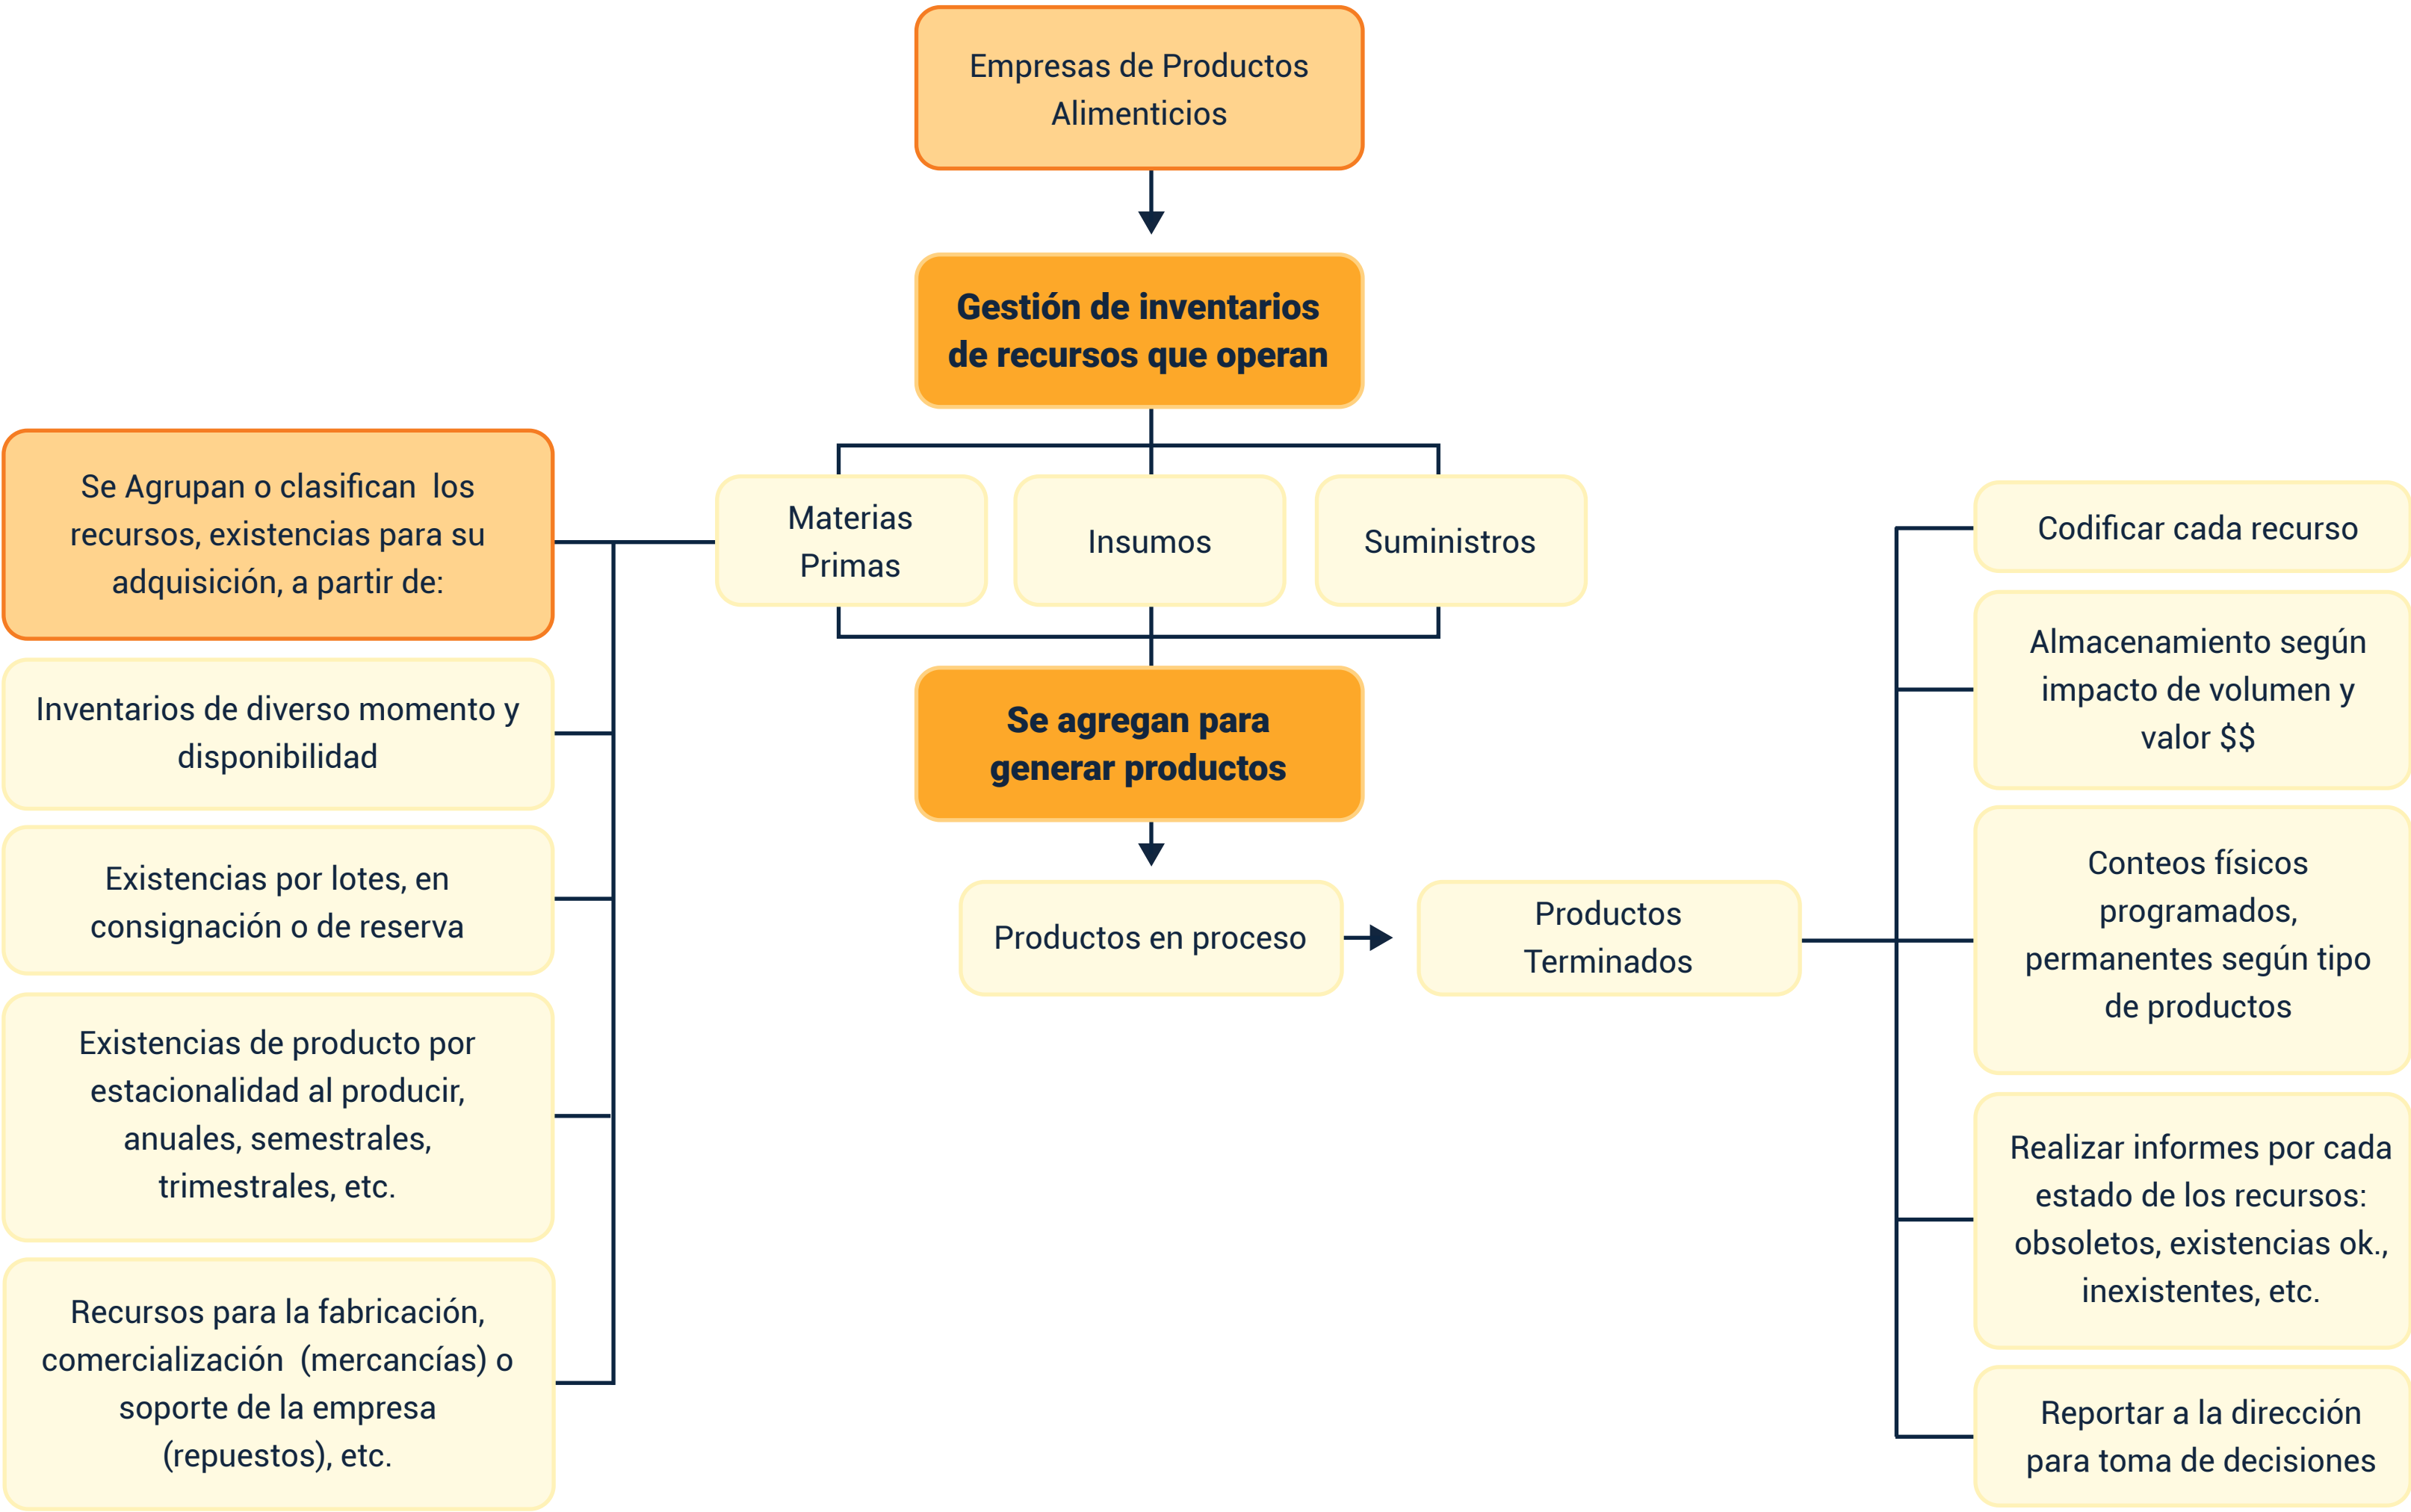 Empresas de Productos
Alimenticios
Gestión de inventarios
de recursos que operan
Se Agrupan o clasifican  los
recursos, existencias para su
adquisición, a partir de:
Materias
Primas
Insumos
Suministros
Inventarios de diverso momento y
disponibilidad
Existencias por lotes, en
consignación o de reserva
Existencias de producto por
estacionalidad al producir,
anuales, semestrales,
trimestrales, etc.
Recursos para la fabricación,
comercialización  (mercancías) o
soporte de la empresa
(repuestos), etc.
Se agregan para
generar productos
Productos en proceso
Productos
Terminados
Codificar cada recurso
Almacenamiento según
impacto de volumen y
valor $$
Conteos físicos
programados,
permanentes según tipo
de productos
Realizar informes por cada
estado de los recursos:
obsoletos, existencias ok.,
inexistentes, etc.
Reportar a la dirección
para toma de decisiones